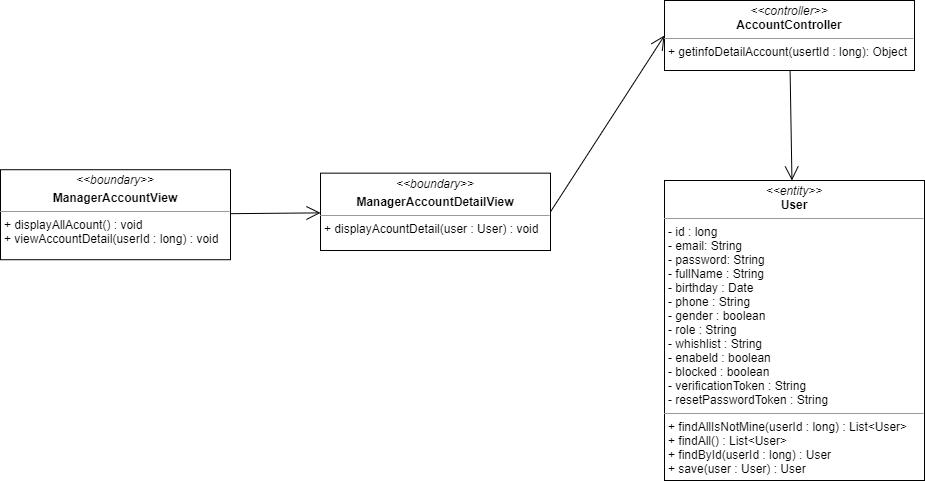 <<controller>>
AccountController
+ getinfoDetailAccount(usertId : long): Object
<<boundary>>
ManagerAccountView
+ displayAllAcount() : void
+ viewAccountDetail(userId : long) : void
<<boundary>>
ManagerAccountDetailView
+ displayAcountDetail(user : User) : void
<<entity>>
User
- id : long
- email: String
- password: String
- fullName : String
- birthday : Date
- phone : String
- gender : boolean
- role : String
- whishlist : String
- enabeld : boolean
- blocked : boolean
- verificationToken : String
- resetPasswordToken : String
+ findAllIsNotMine(userId : long) : List<User>
+ findAll() : List<User>
+ findById(userId : long) : User
+ save(user : User) : User